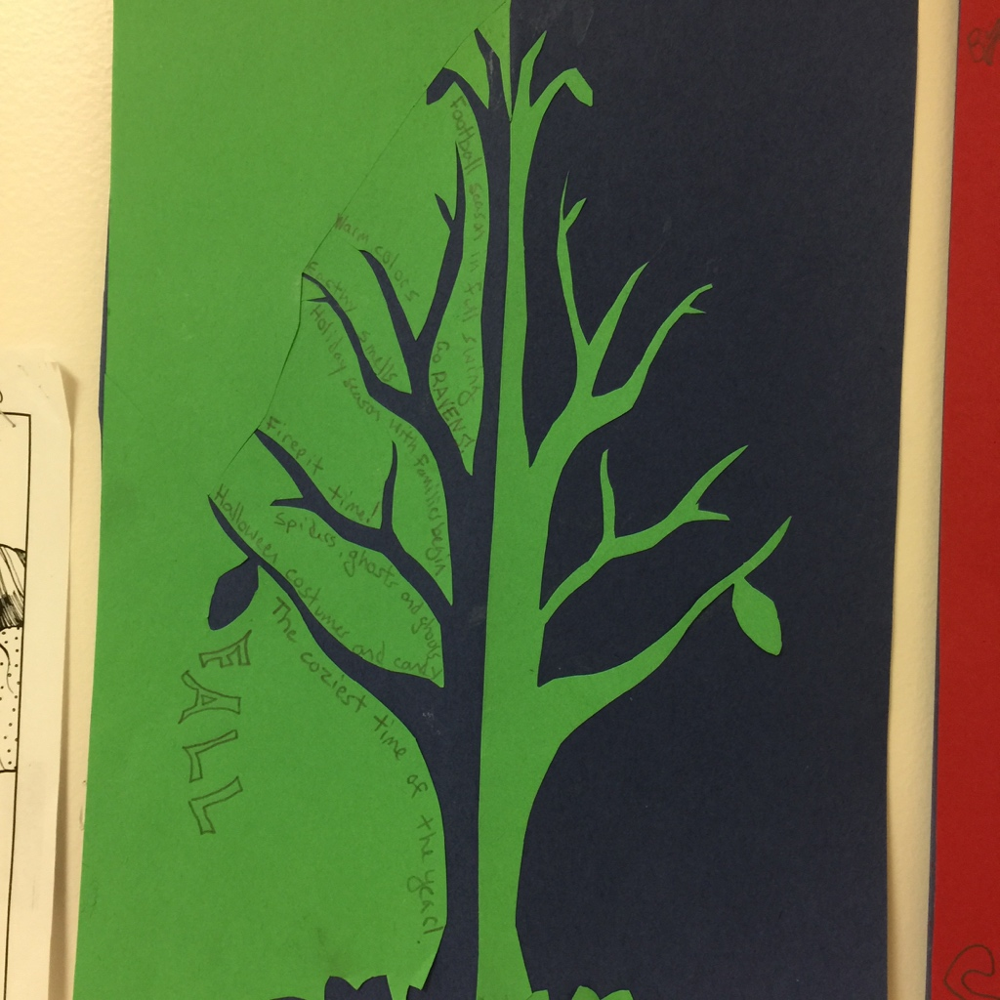 Football season in full swing
GO RAVENS
Warm colors
Earthy smells
Holiday season with families begin
Firepit time!
Spiders, ghosts and ghouls
Halloween costumes and candy
The coziest time of the year!
FALL